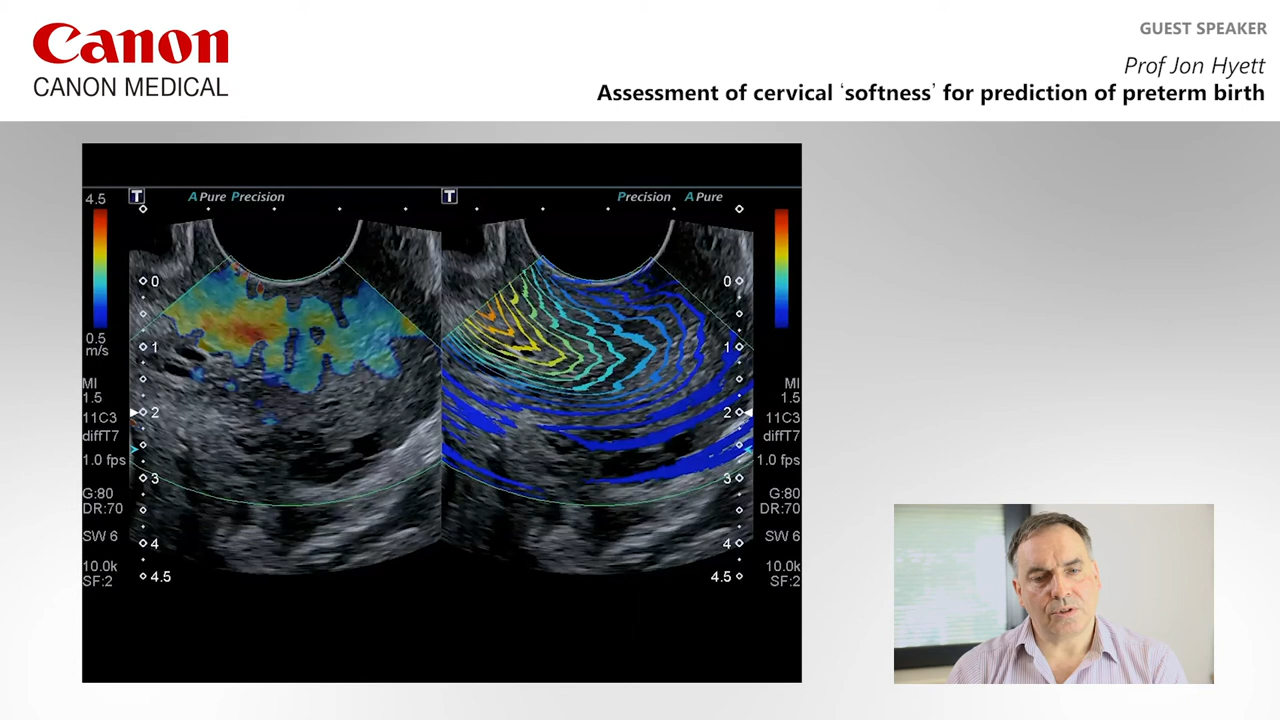 Canon
CANON MEDICAL
GUEST SPEAKER
Prof Jon Hyett
Assessment of cervical ‘softness’ for prediction of preterm birth
4.5
T
A Pure Precision
T
Precision A Pure
0.5
m/s
MI
1.5
11C3
diffT7
1.0 fps
G:80
DR:70
SW 6
10.0k
SF:2
0
1
2
3
4
4.5
0
1
2
3
4
4.5
MI
1.5
11C3
diffT7
1.0 fps
G:80
DR:70
SW 6
10.0k
SF:2